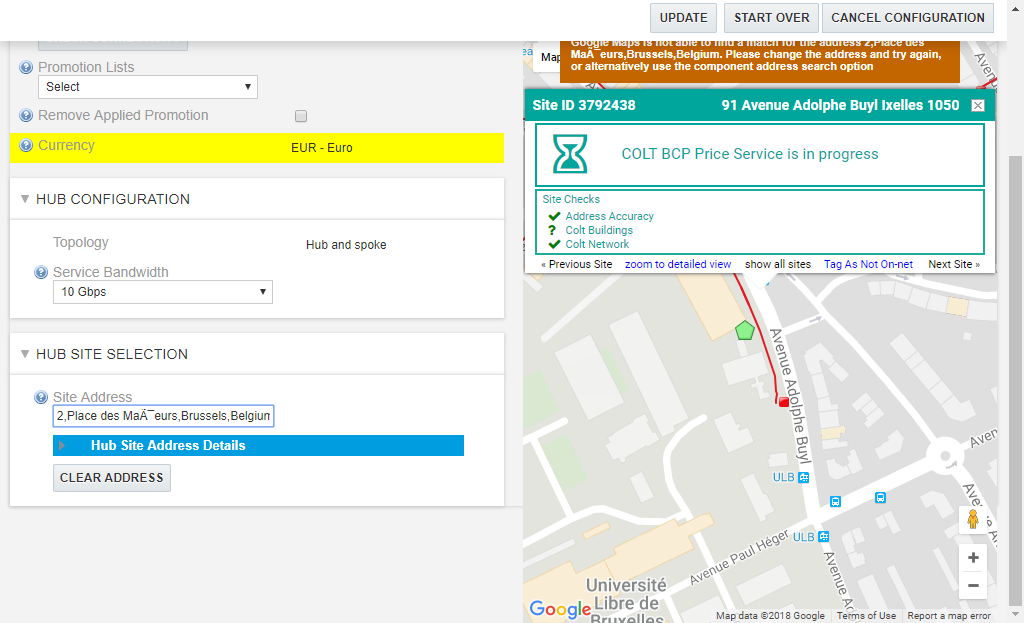 UPDATE
START OVER
CANCEL CONFIGURATION
Promotion Lists
Select
Remove Applied Promotion
Currency
EUR - Euro
HUB CONFIGURATION
Topology
Hub and spoke
Service Bandwidth
10 Gbps
HUB SITE SELECTION
Site Address
2,Place des MaÃ¯eurs,Brussels,Belgium
Hub Site Address Details
CLEAR ADDRESS
Map
Google Maps is not able to find a match for the address 2,Place des
MaÃ¯eurs,Brussels,Belgium. Please change the address and try again,
or alternatively use the component address search option
Site ID 3792438
91 Avenue Adolphe Buyl Ixelles 1050
COLT BCP Price Service is in progress
Site Checks
Address Accuracy
? Colt Buildings
Colt Network
« Previous Site
zoom to detailed view
show all sites
Tag As Not On-net
Next Site »
Avenue Adolphe Buyl
ULB
ULB
Avenue Paul Héger
Avenue A
Aven
Avenue
Université
Libre de
Bruxelles
Google
+
−
Map data ©2018 Google
Terms of Use
Report a map error